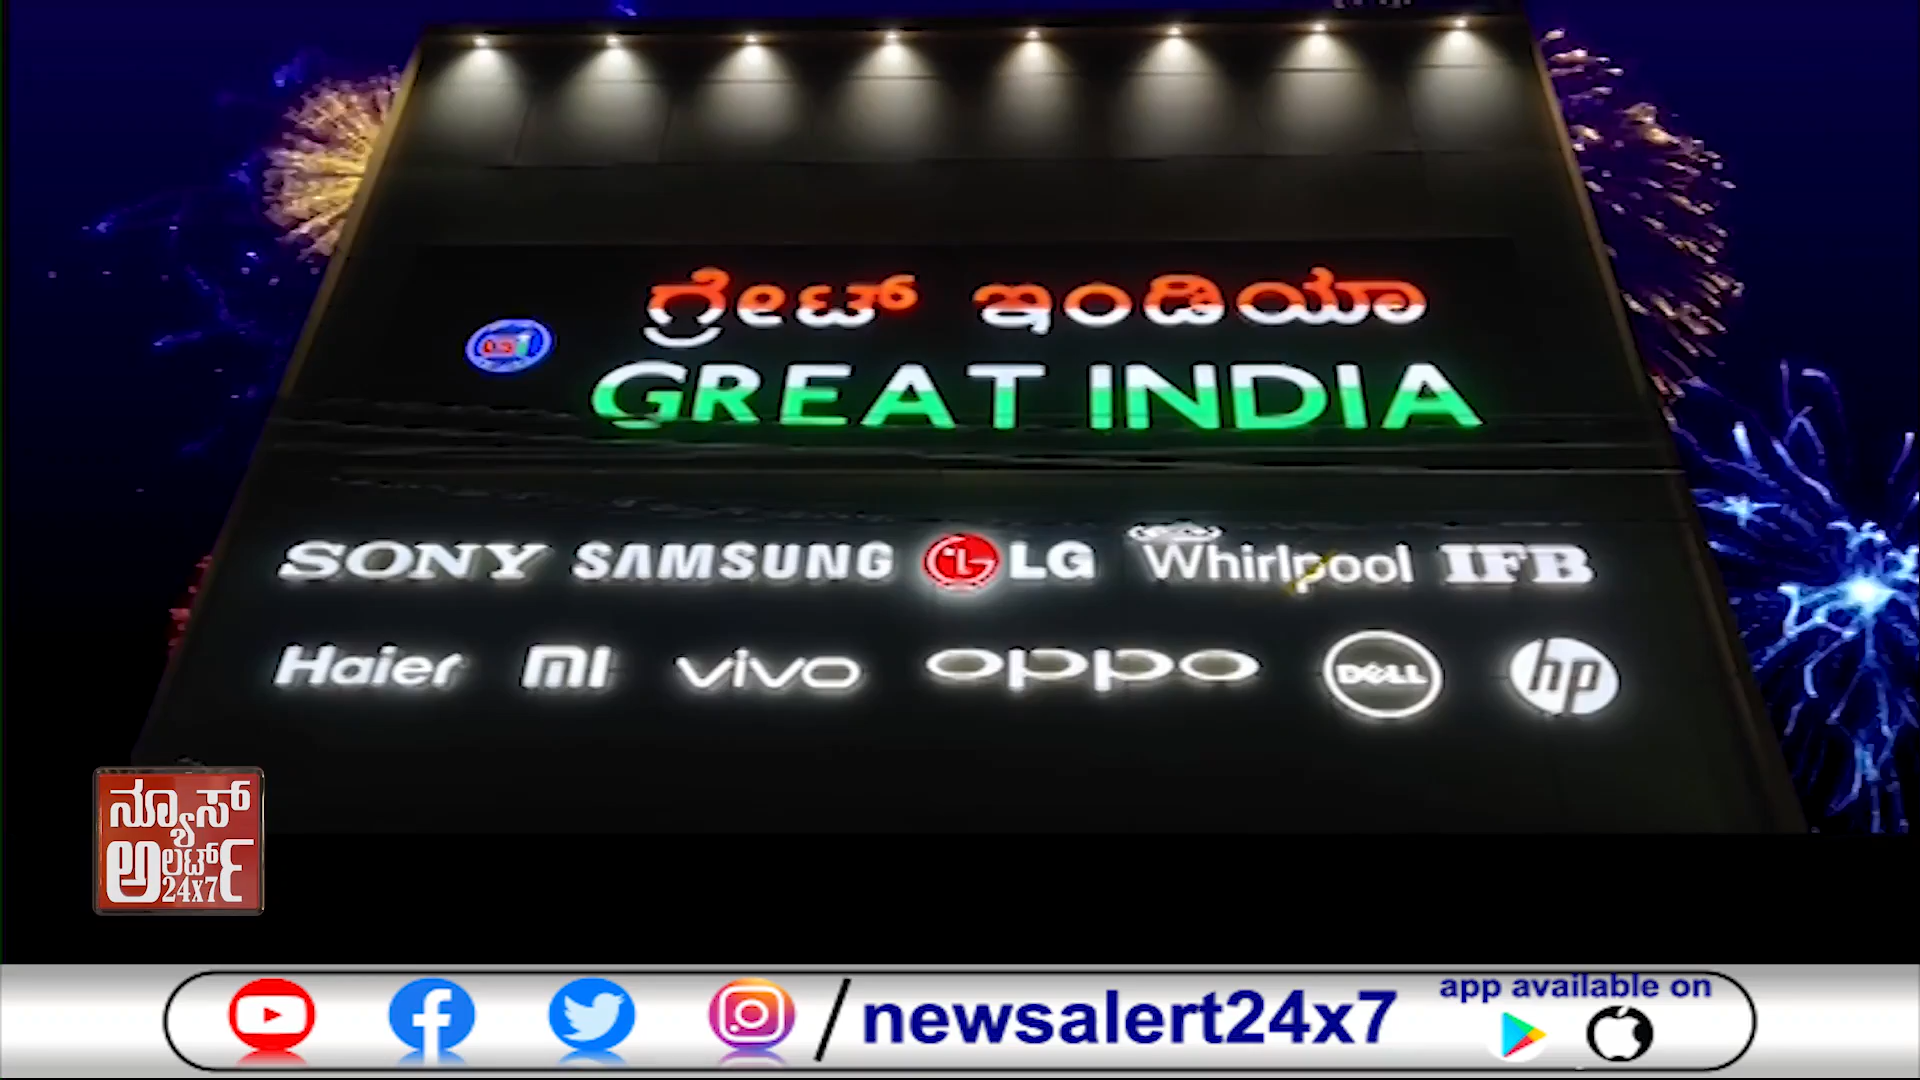 ಗ್ರೇಟ್ ಇಂಡಿಯಾ
GREAT INDIA
SONY SAMSUNG LG Whirlpool IFB
Haier mi vivo oppo DELL hp
ನ್ಯೂಸ್
ಅಲರ್ಟ್
24x7
/newsalert24x7
app available on